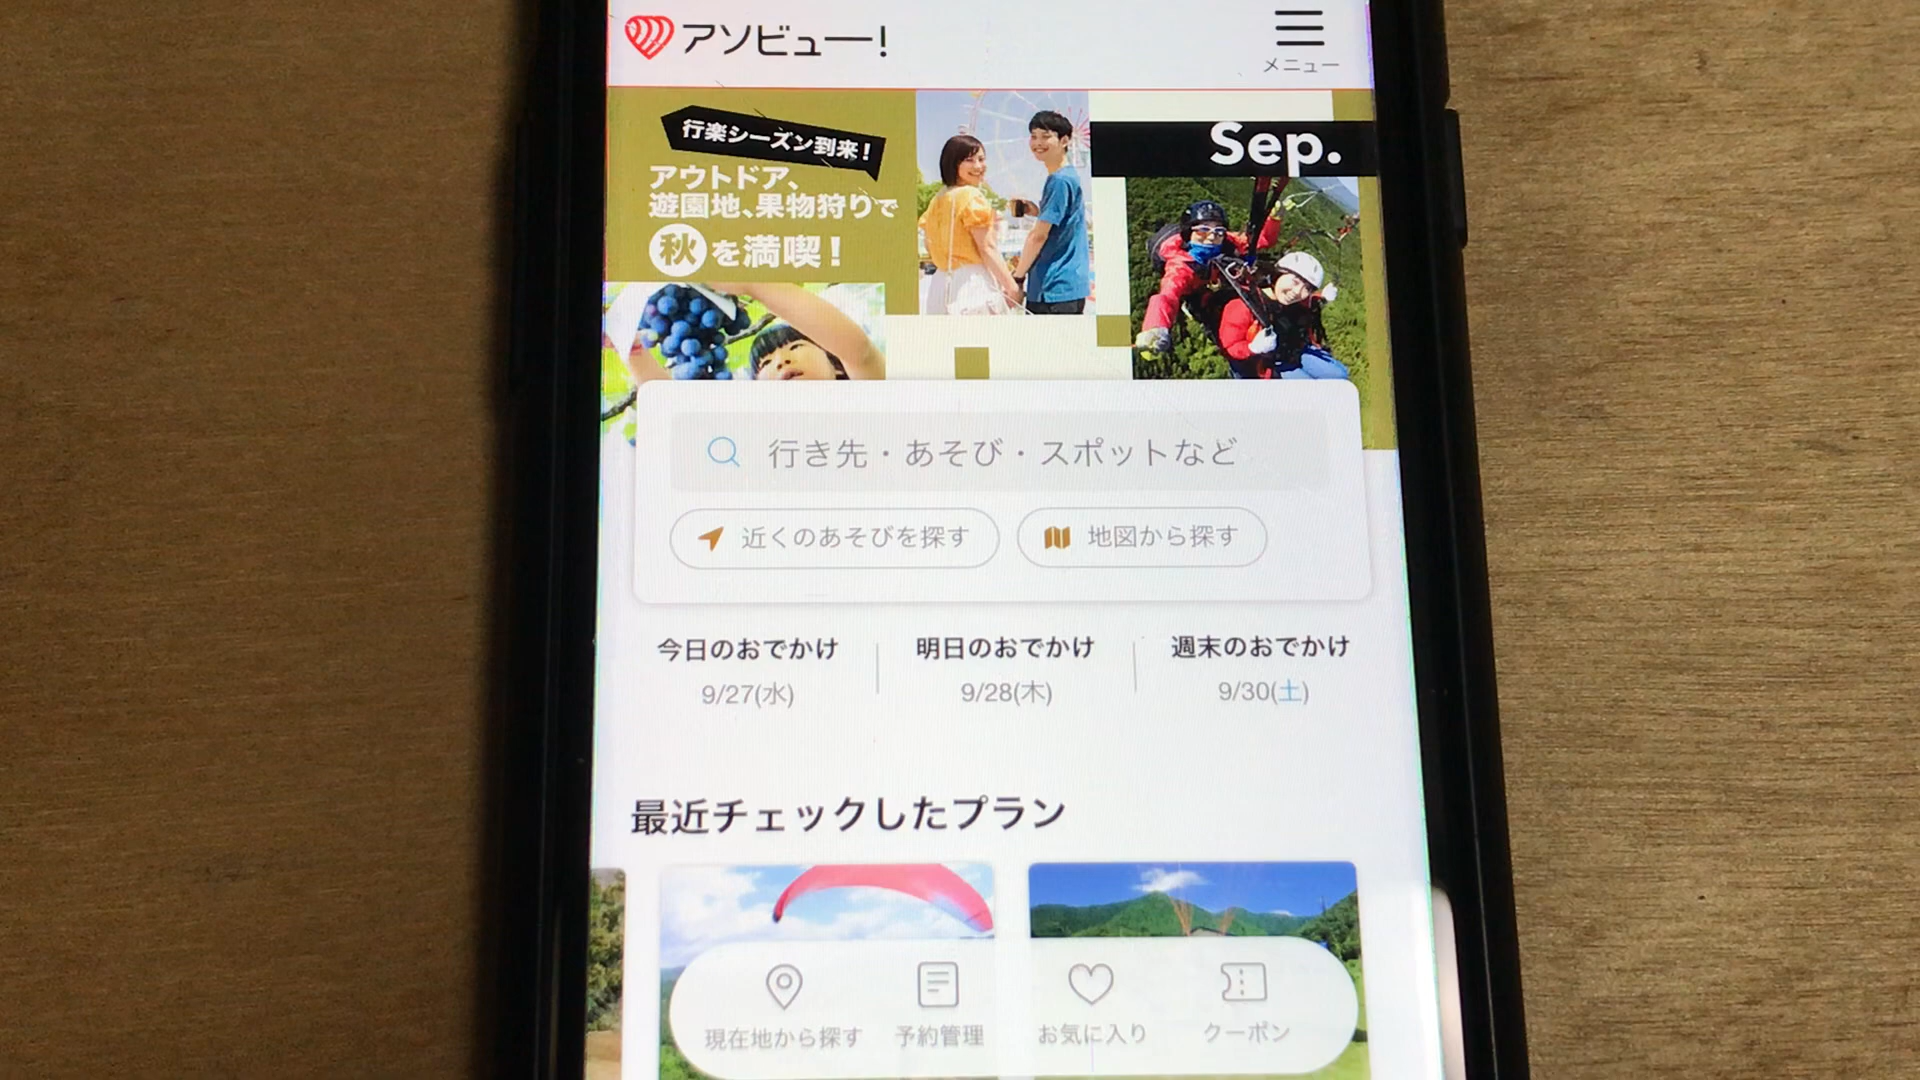 アソビュー!
メニュー
行楽シーズン到来!
アウトドア、
遊園地、果物狩りで
秋を満喫!
Sep.
行き先・あそび・スポットなど
近くのあそびを探す
地図から探す
今日のおでかけ
9/27(水)
明日のおでかけ
9/28(木)
週末のおでかけ
9/30(土)
最近チェックしたプラン
現在地から探す
予約管理
お気に入り
クーポン